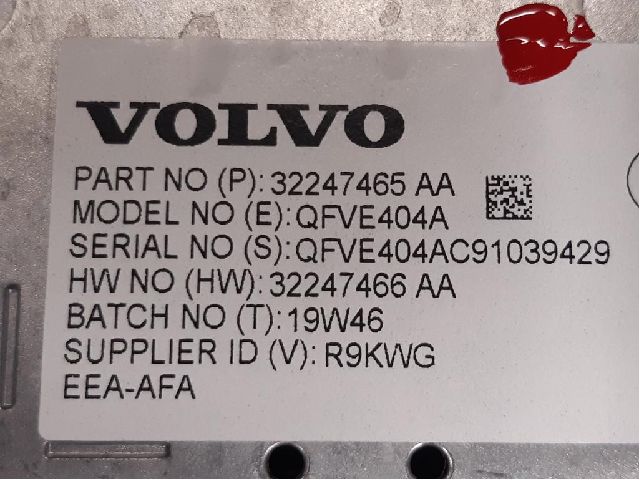 VOLVO
PART NO (P): 32247465 AA
MODEL NO (E): QFVE404A
SERIAL NO (S): QFVE404AC91039429
HW NO (HW): 32247466 AA
BATCH NO (T): 19W46
SUPPLIER ID (V): R9KWG
EEA-AFA